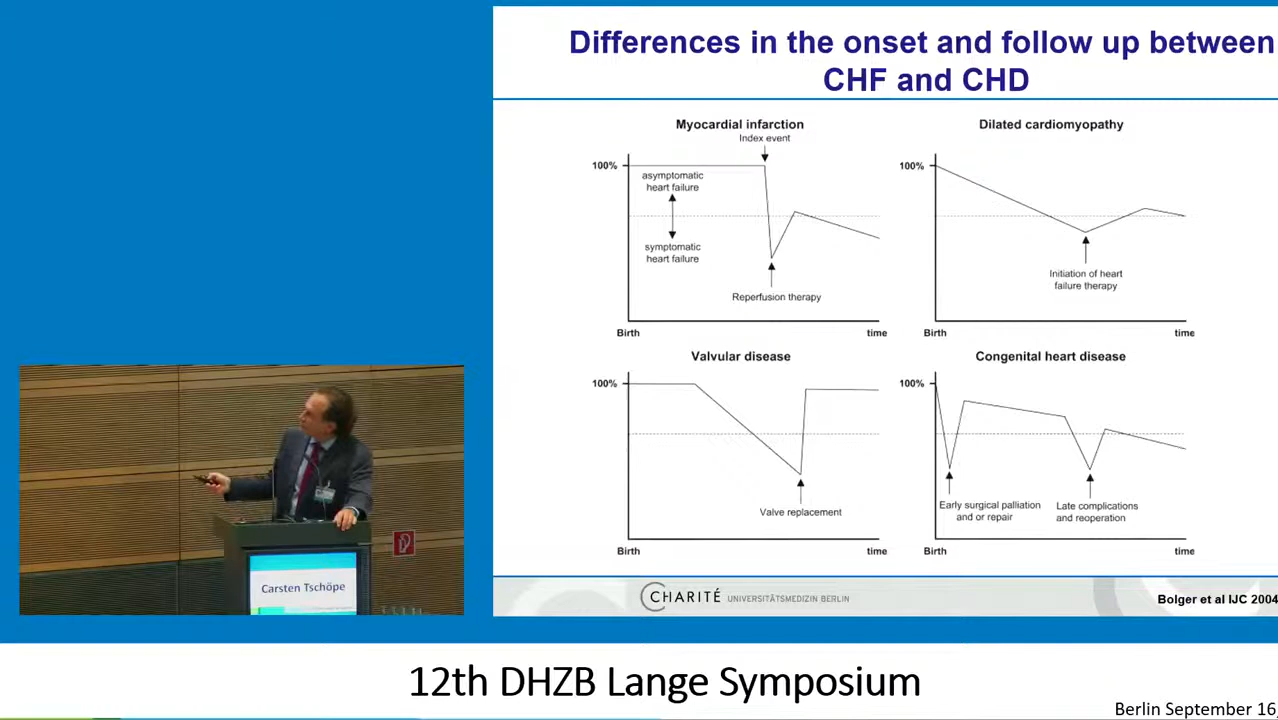 Differences in the onset and follow up between
CHF and CHD
Myocardial infarction
Index event
100%
asymptomatic
heart failure
symptomatic
heart failure
Reperfusion therapy
Birth
time
Dilated cardiomyopathy
100%
Initiation of heart
failure therapy
Birth
time
Valvular disease
100%
Valve replacement
Birth
time
Congenital heart disease
100%
Early surgical palliation
and or repair
Late complications
and reoperation
Birth
time
CHARITÉ UNIVERSITÄTSMEDIZIN BERLIN
Bolger et al IJC 2004
Carsten Tschöpe
12th DHZB Lange Symposium
Berlin September 16,